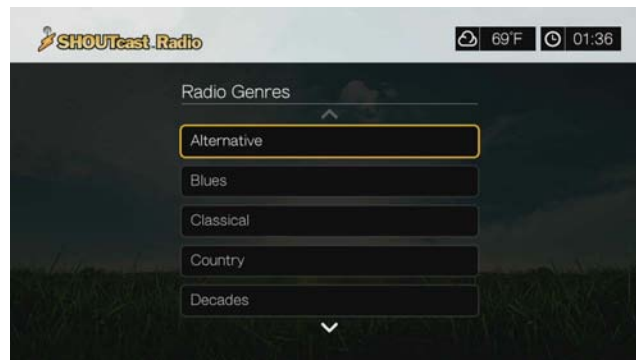 SHOUTcast Radio
69°F
01:36
Radio Genres
Alternative
Blues
Classical
Country
Decades